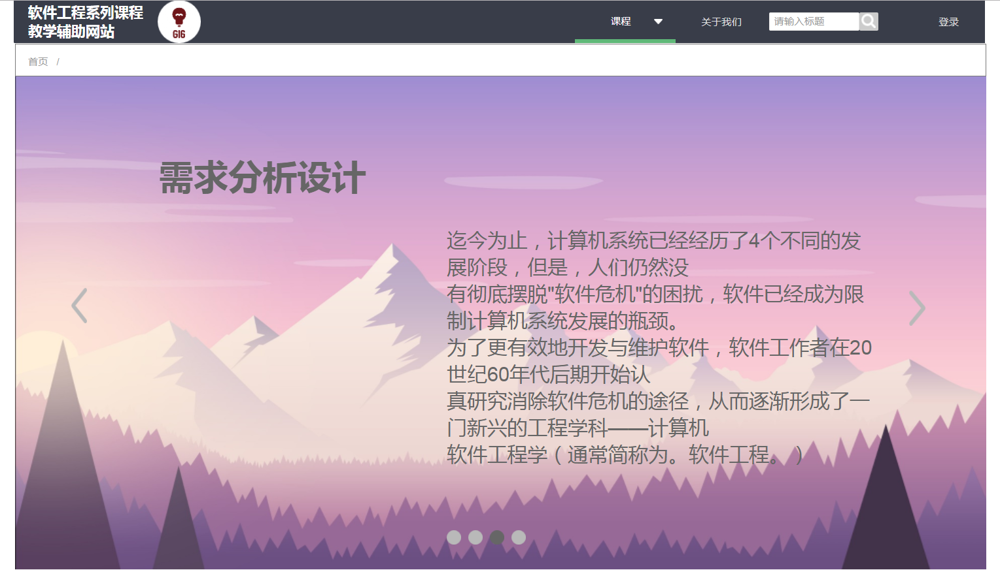 软件工程系列课程
教学辅助网站
G16
课程
关于我们
请输入标题
登录
首页 /
需求分析设计
迄今为止，计算机系统已经经历了4个不同的发
展阶段，但是，人们仍然没
有彻底摆脱"软件危机"的困扰，软件已经成为限
制计算机系统发展的瓶颈。
为了更有效地开发与维护软件，软件工作者在20
世纪60年代后期开始认
真研究消除软件危机的途径，从而逐渐形成了一
门新兴的工程学科——计算机
软件工程学（通常简称为。软件工程。）